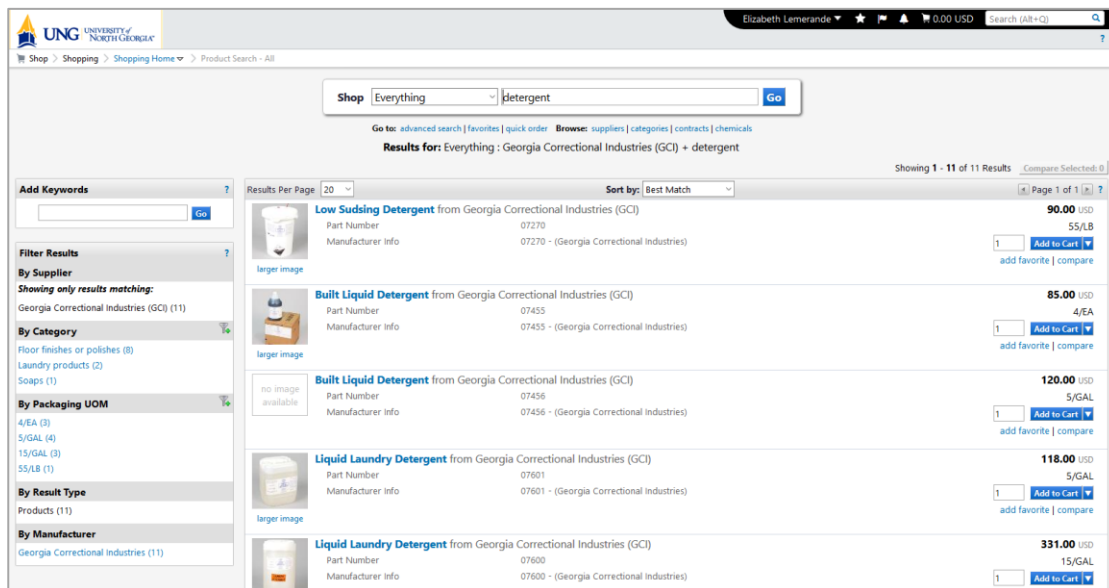 UNG UNIVERSITY of NORTH GEORGIA
Elizabeth Lemerande 0.00 USD Search (Alt+Q)
?
Shop > Shopping > Shopping Home > Product Search - All
Shop Everything detergent Go
Go to: advanced search | favorites | quick order Browse: suppliers | categories | contracts | chemicals
Results for: Everything : Georgia Correctional Industries (GCI) + detergent
Showing 1 - 11 of 11 Results Compare Selected: 0
Add Keywords ?
Go
Filter Results ?
By Supplier
Showing only results matching:
Georgia Correctional Industries (GCI) (11)
By Category
Floor finishes or polishes (8)
Laundry products (2)
Soaps (1)
By Packaging UOM
4/EA (3)
5/GAL (4)
15/GAL (3)
55/LB (1)
By Result Type
Products (11)
By Manufacturer
Georgia Correctional Industries (11)
Results Per Page 20 Sort by: Best Match Page 1 of 1 ?
Low Sudsing Detergent from Georgia Correctional Industries (GCI) 90.00 USD
Part Number 07270 55/LB
Manufacturer Info 07270 - (Georgia Correctional Industries) 1 Add to Cart
larger image add favorite | compare
Built Liquid Detergent from Georgia Correctional Industries (GCI) 85.00 USD
Part Number 07455 4/EA
Manufacturer Info 07455 - (Georgia Correctional Industries) 1 Add to Cart
larger image add favorite | compare
Built Liquid Detergent from Georgia Correctional Industries (GCI) 120.00 USD
no image available
Part Number 07456 5/GAL
Manufacturer Info 07456 - (Georgia Correctional Industries) 1 Add to Cart
add favorite | compare
Liquid Laundry Detergent from Georgia Correctional Industries (GCI) 118.00 USD
Part Number 07601 5/GAL
Manufacturer Info 07601 - (Georgia Correctional Industries) 1 Add to Cart
larger image add favorite | compare
Liquid Laundry Detergent from Georgia Correctional Industries (GCI) 331.00 USD
Part Number 07600 15/GAL
Manufacturer Info 07600 - (Georgia Correctional Industries) 1 Add to Cart